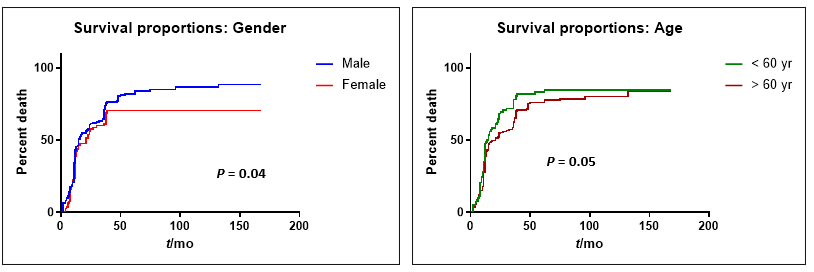 Survival proportions: Gender
Male
Female
Percent death
100
50
0
0 50 100 150 200
t/mo
P = 0.04
Survival proportions: Age
< 60 yr
> 60 yr
Percent death
100
50
0
0 50 100 150 200
t/mo
P = 0.05